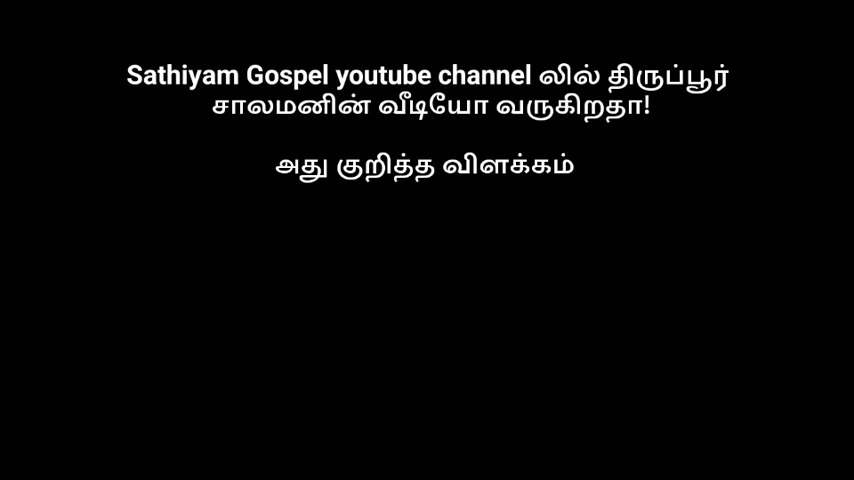 Sathiyam Gospel youtube channel லில் திருப்பூர்
சாலமனின் வீடியோ வருகிறதா!
அது குறித்த விளக்கம்